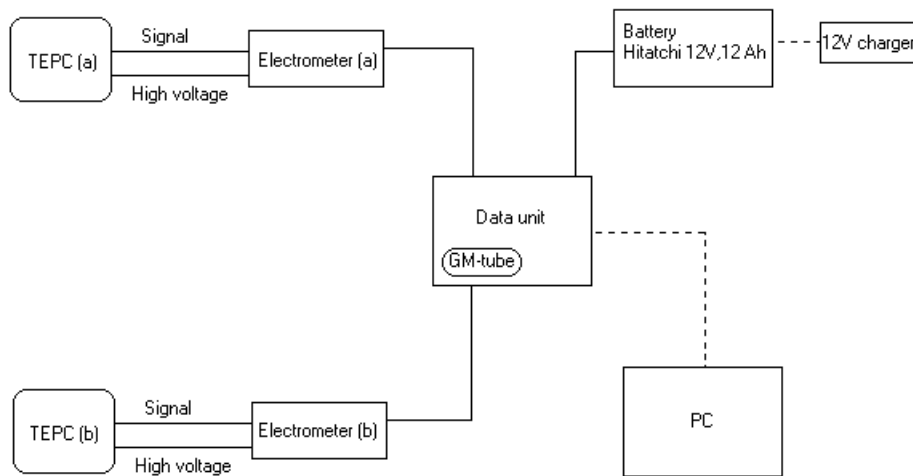 TEPC (a)
Signal
High voltage
Electrometer (a)
Battery
Hitatchi 12V,12 Ah
12V charger
Data unit
GM-tube
TEPC (b)
Signal
High voltage
Electrometer (b)
PC